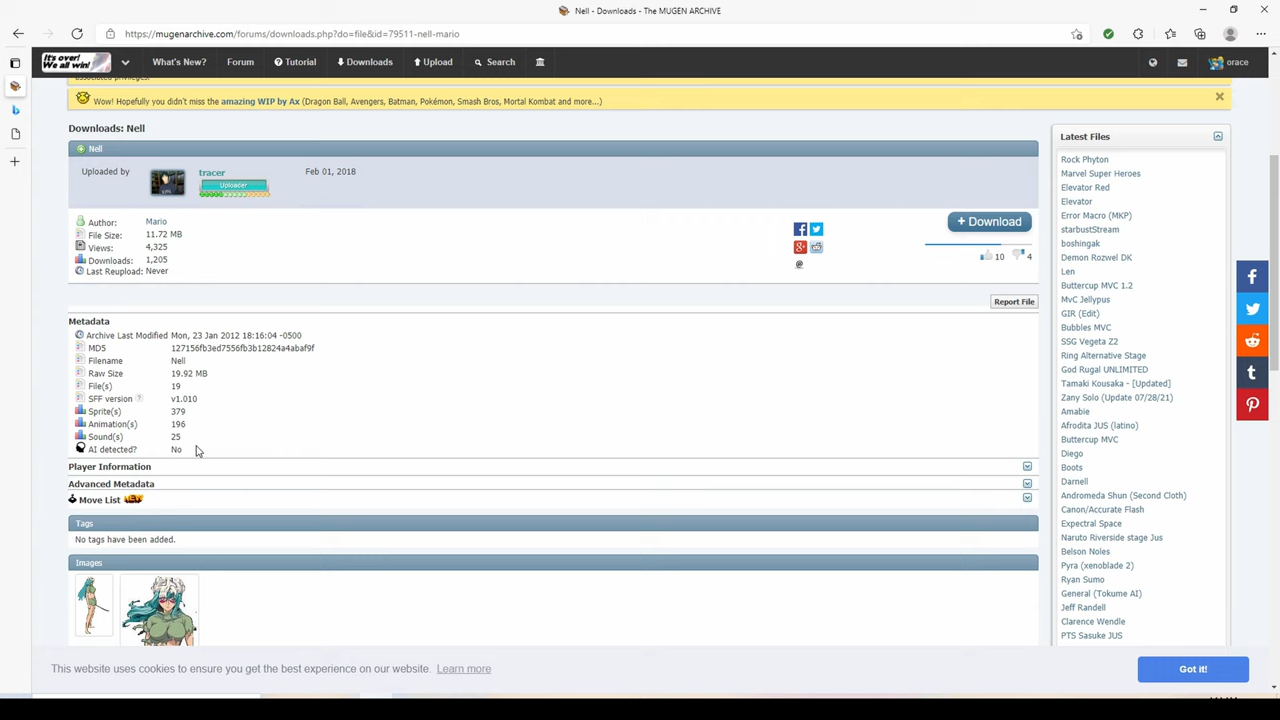 Nell - Downloads - The MUGEN ARCHIVE
https://mugenarchive.com/forums/downloads.php?do=file&id=79511-nell-mario
It's over! We all win!
What's New? Forum Tutorial Downloads Upload Search orace
associated privileges.
Wow! Hopefully you didn't miss the amazing WIP by Ax (Dragon Ball, Avengers, Batman, Pokémon, Smash Bros, Mortal Kombat and more...)
Downloads: Nell
Nell
Uploaded by tracer Feb 01, 2018
Uploader
Author: Mario
File Size: 11.72 MB
Views: 4,325
Downloads: 1,205
Last Reupload: Never
+ Download
10 4
Report File
Metadata
Archive Last Modified Mon, 23 Jan 2012 18:16:04 -0500
MD5 127156fb3ed7556fb3b12824a4abaf9f
Filename Nell
Raw Size 19.92 MB
File(s) 19
SFF version ? v1.010
Sprite(s) 379
Animation(s) 196
Sound(s) 25
AI detected? No
Player Information
Advanced Metadata
Move List
Tags
No tags have been added.
Images
Latest Files
Rock Phyton
Marvel Super Heroes
Elevator Red
Elevator
Error Macro (MKP)
starbustStream
boshingak
Demon Rozwel DK
Len
Buttercup MVC 1.2
MvC Jellypus
GIR (Edit)
Bubbles MVC
SSG Vegeta Z2
Ring Alternative Stage
God Rugal UNLIMITED
Tamaki Kousaka - [Updated]
Zany Solo (Update 07/28/21)
Amabie
Afrodita JUS (latino)
Buttercup MVC
Diego
Boots
Darnell
Andromeda Shun (Second Cloth)
Canon/Accurate Flash
Expectral Space
Naruto Riverside stage Jus
Belson Noles
Pyra (xenoblade 2)
Ryan Sumo
General (Tokume AI)
Jeff Randell
Clarence Wendle
PTS Sasuke JUS
This website uses cookies to ensure you get the best experience on our website. Learn more
Got it!